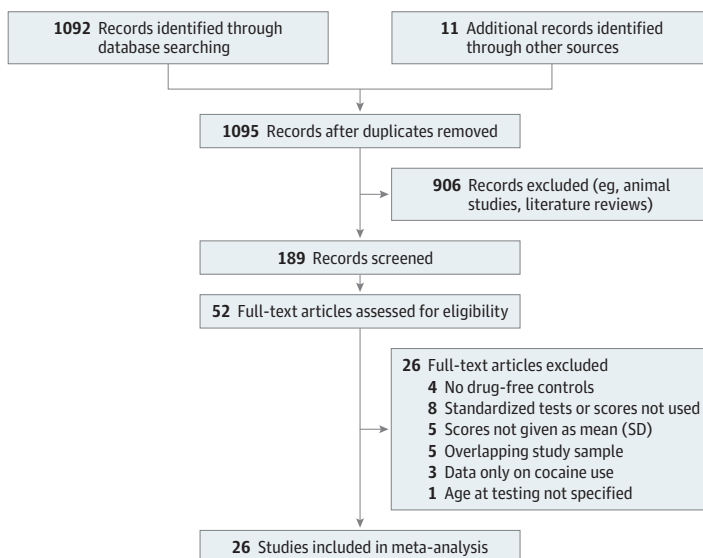 1092 Records identified through
database searching
11 Additional records identified
through other sources
1095 Records after duplicates removed
906 Records excluded (eg, animal
studies, literature reviews)
189 Records screened
52 Full-text articles assessed for eligibility
26 Full-text articles excluded
4 No drug-free controls
8 Standardized tests or scores not used
5 Scores not given as mean (SD)
5 Overlapping study sample
3 Data only on cocaine use
1 Age at testing not specified
26 Studies included in meta-analysis